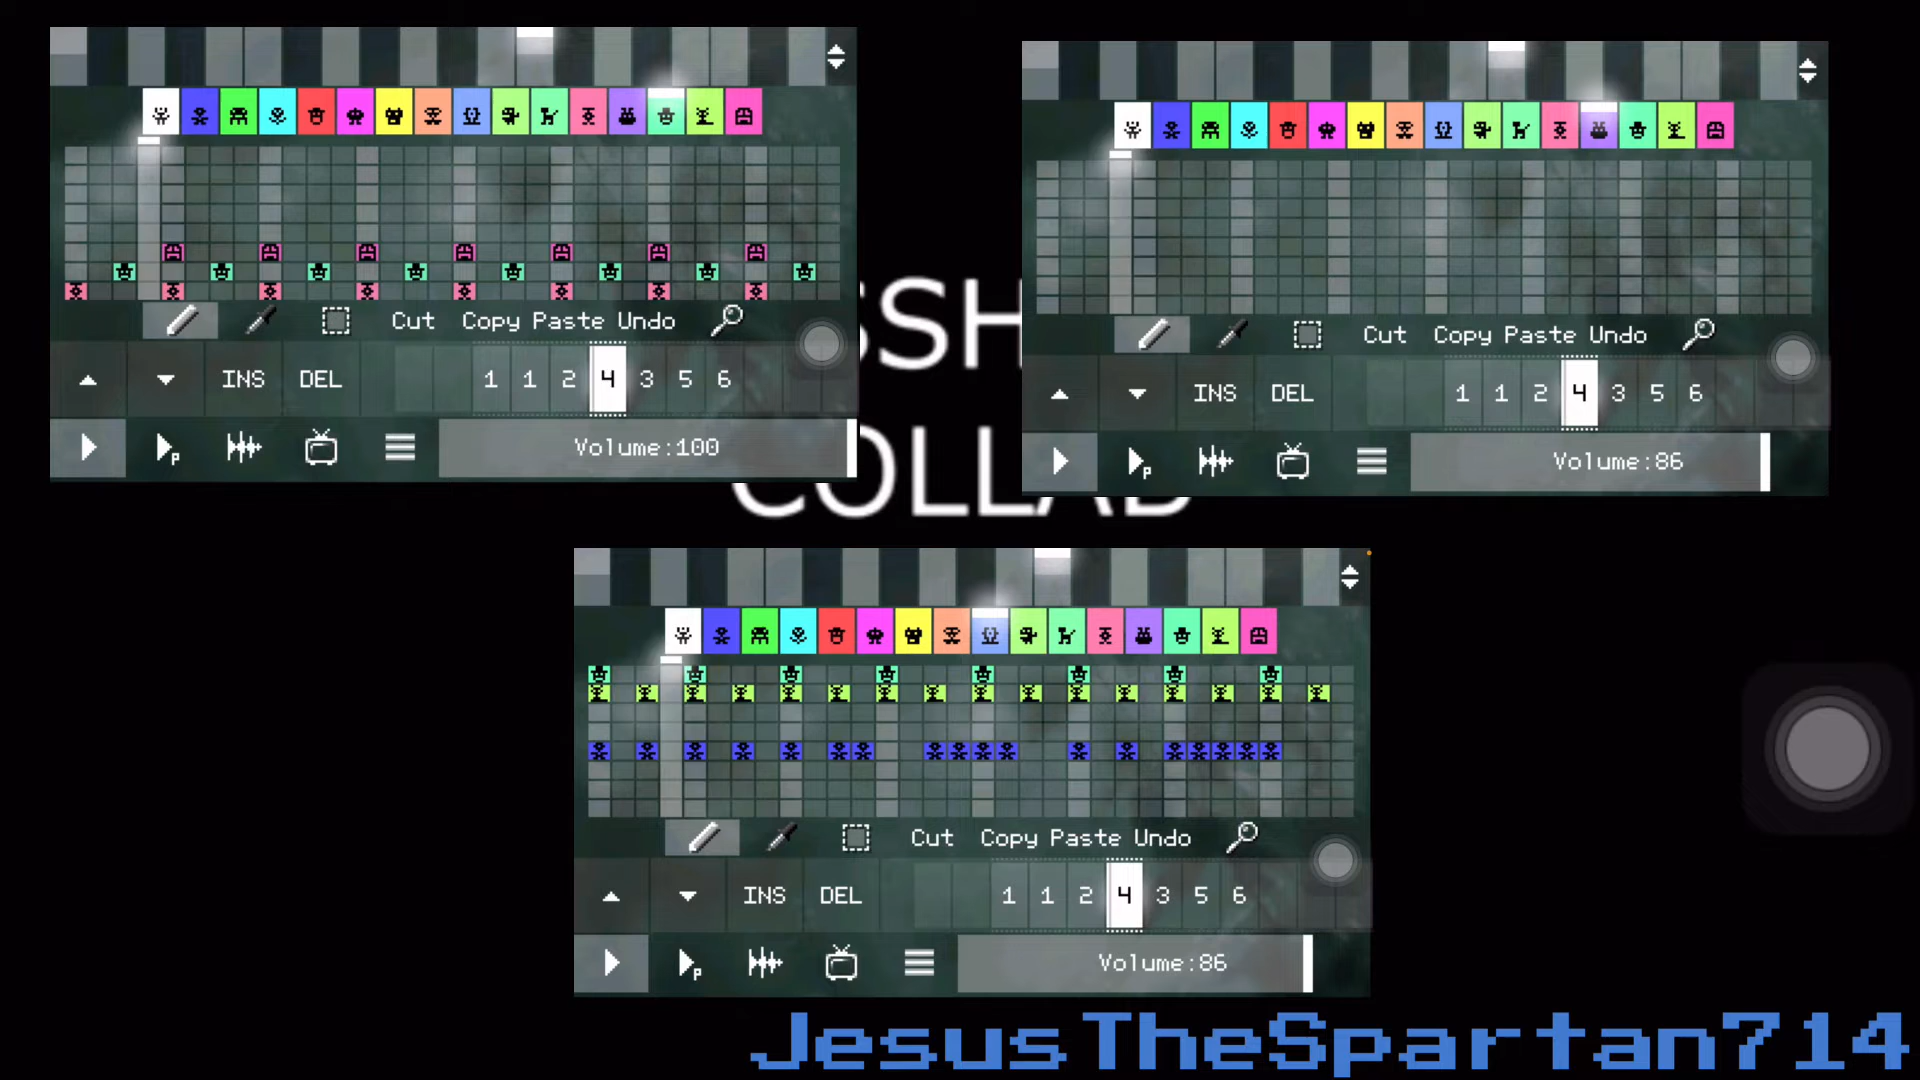 Cut Copy Paste Undo
INS DEL 1 1 2 4 3 5 6
P Volume:100
Cut Copy Paste Undo
INS DEL 1 1 2 4 3 5 6
P Volume:86
SSH
COLLAB
Cut Copy Paste Undo
INS DEL 1 1 2 4 3 5 6
P Volume:86
JesusTheSpartan714